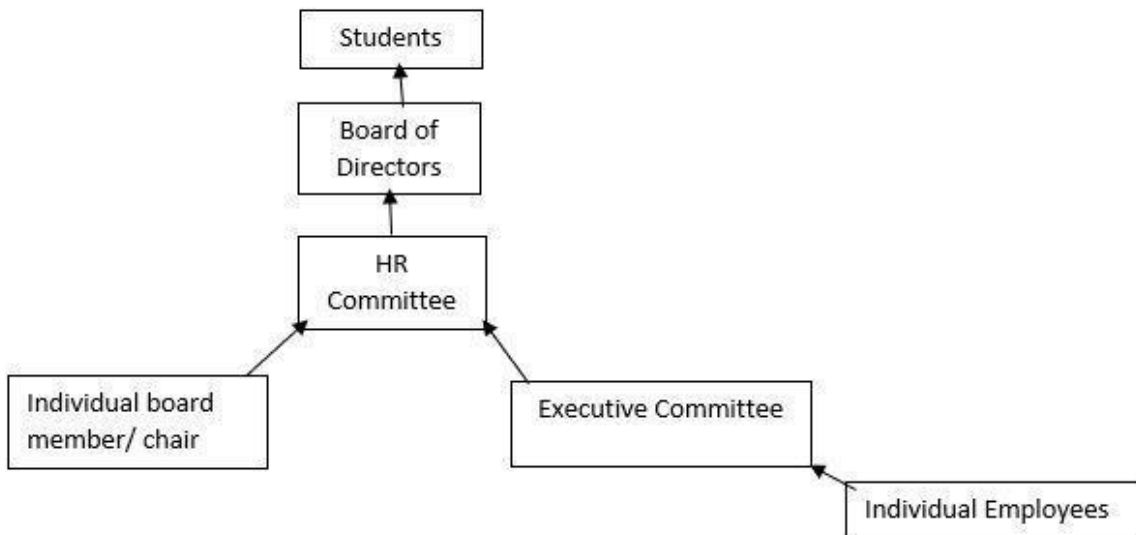 Students
Board of
Directors
HR
Committee
Individual board
member/ chair
Executive Committee
Individual Employees